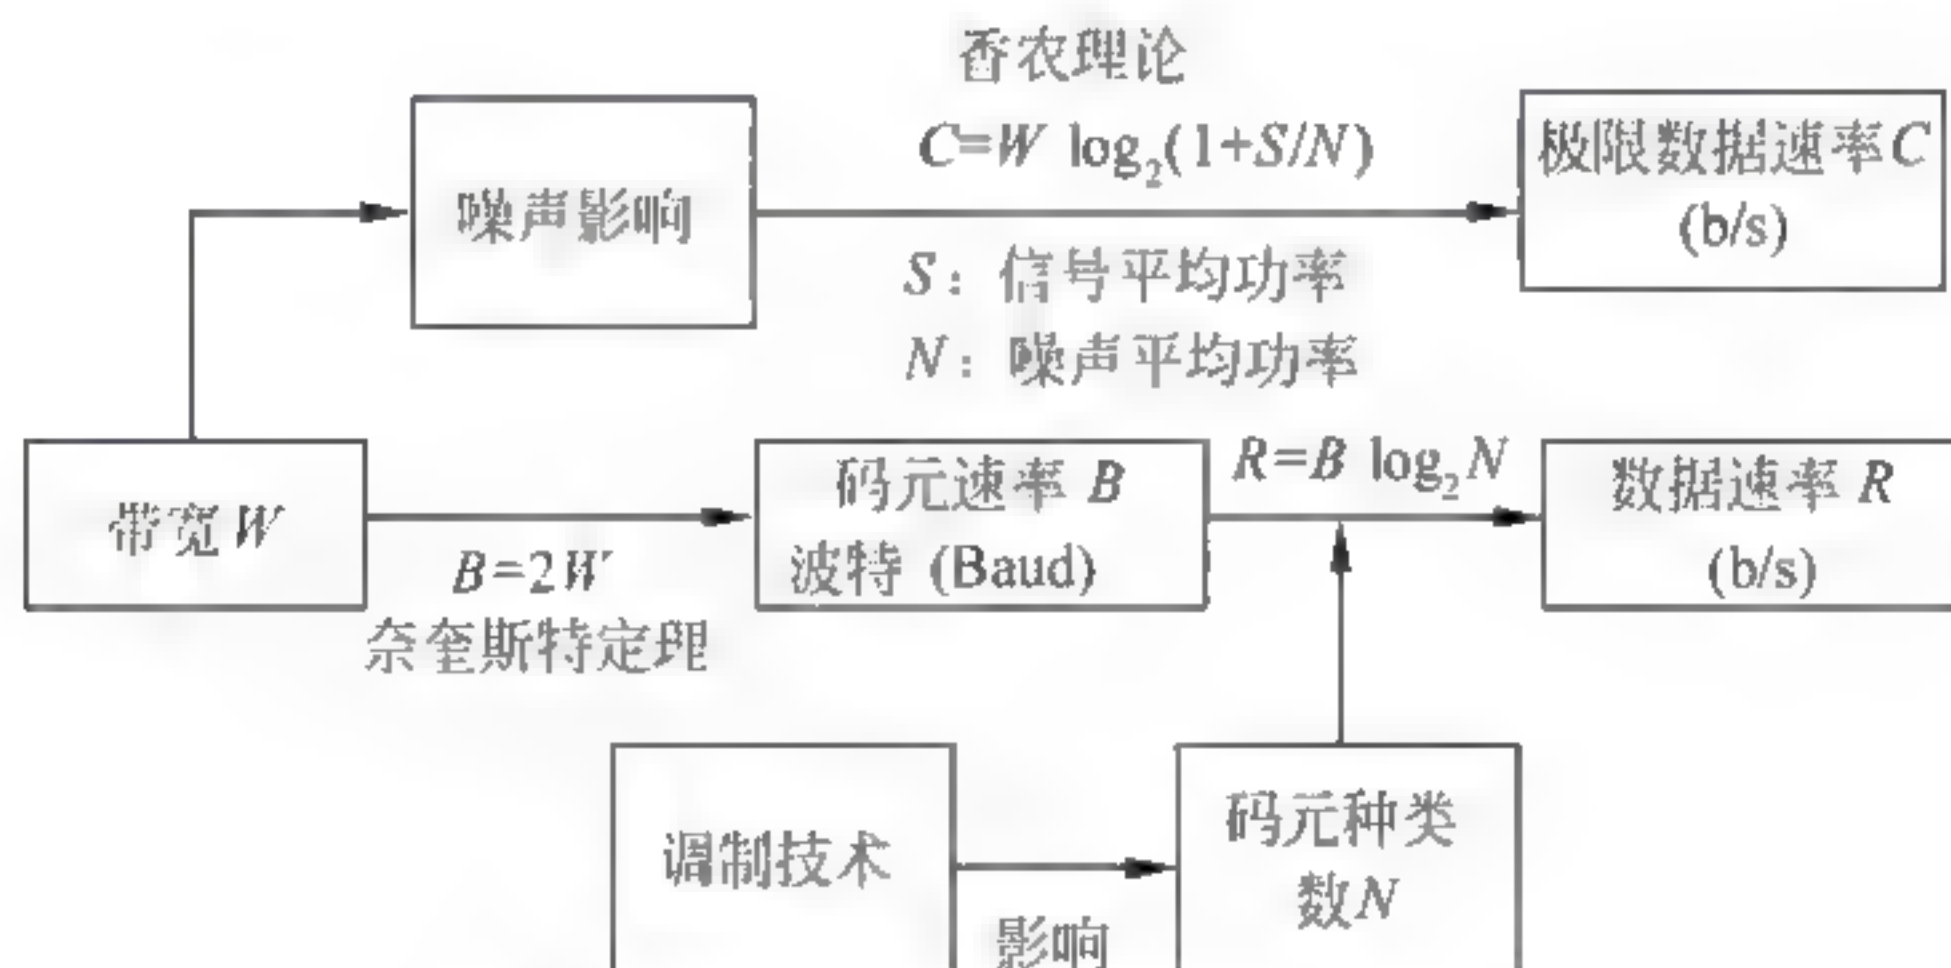 香农理论
C=W log₂(1+S/N)
极限数据速率C
(b/s)
噪声影响
S：信号平均功率
N：噪声平均功率
带宽W
B=2W
奈奎斯特定理
码元速率 B
波特 (Baud)
R=B log₂N
数据速率 R
(b/s)
调制技术
影响
码元种类
数N